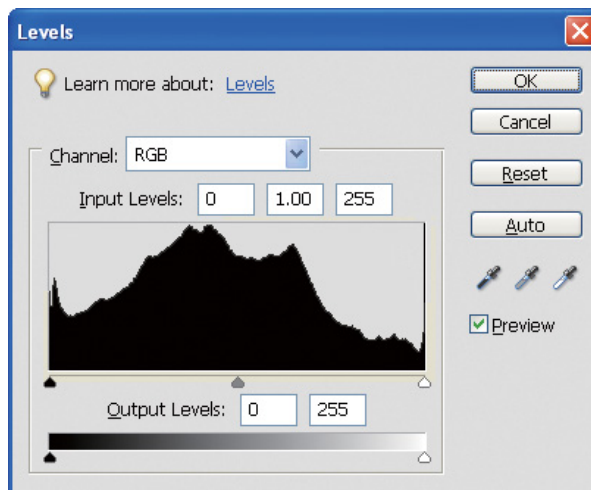 Levels
Learn more about: Levels
OK
Cancel
Channel: RGB
Reset
Input Levels: 0 1.00 255
Auto
Preview
Output Levels: 0 255